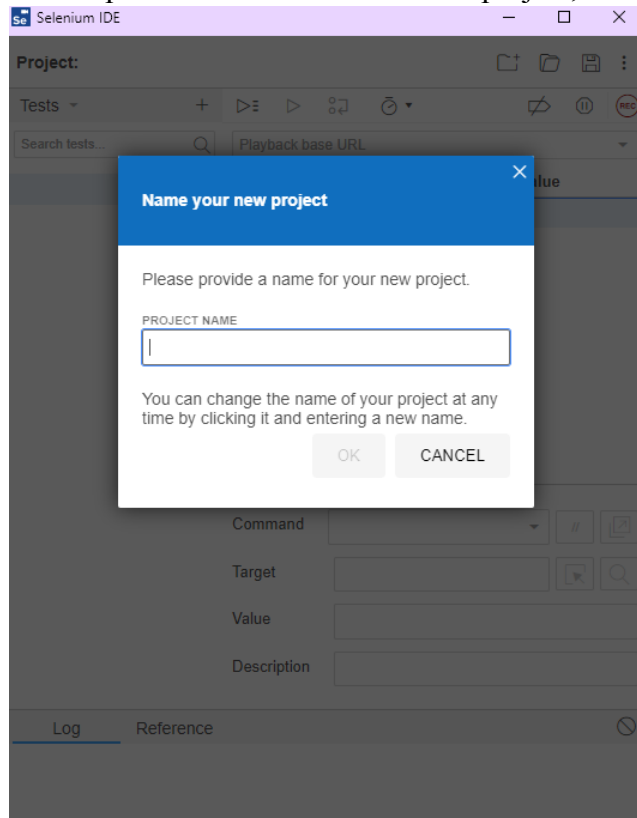 Selenium IDE
Project:
Tests
Search tests...
Playback base URL
alue
Name your new project
Please provide a name for your new project.
PROJECT NAME
You can change the name of your project at any
time by clicking it and entering a new name.
OK CANCEL
Command
//
Target
Value
Description
Log Reference
Se
REC